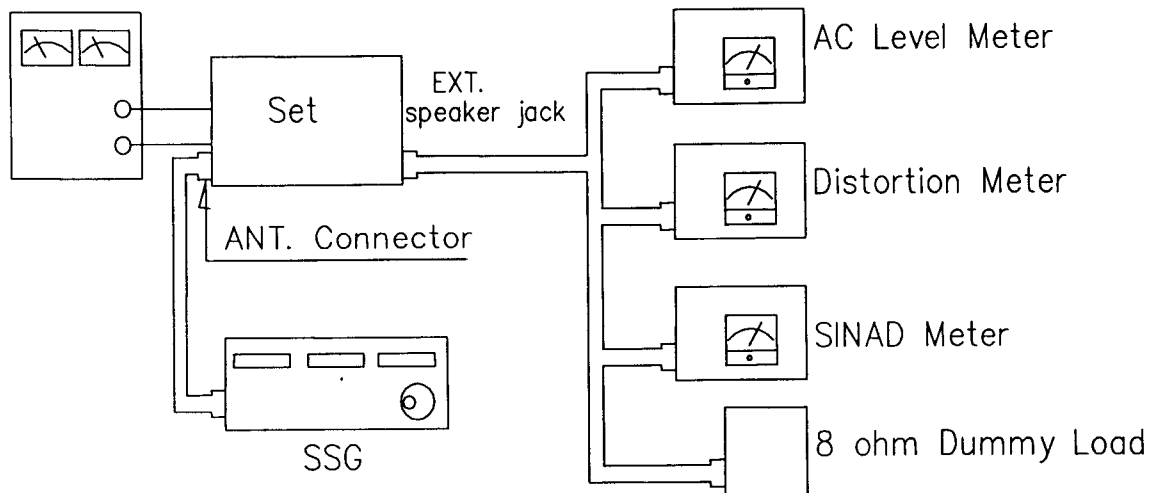 AC Level Meter
EXT.
speaker jack
Set
Distortion Meter
ANT. Connector
SINAD Meter
8 ohm Dummy Load
SSG